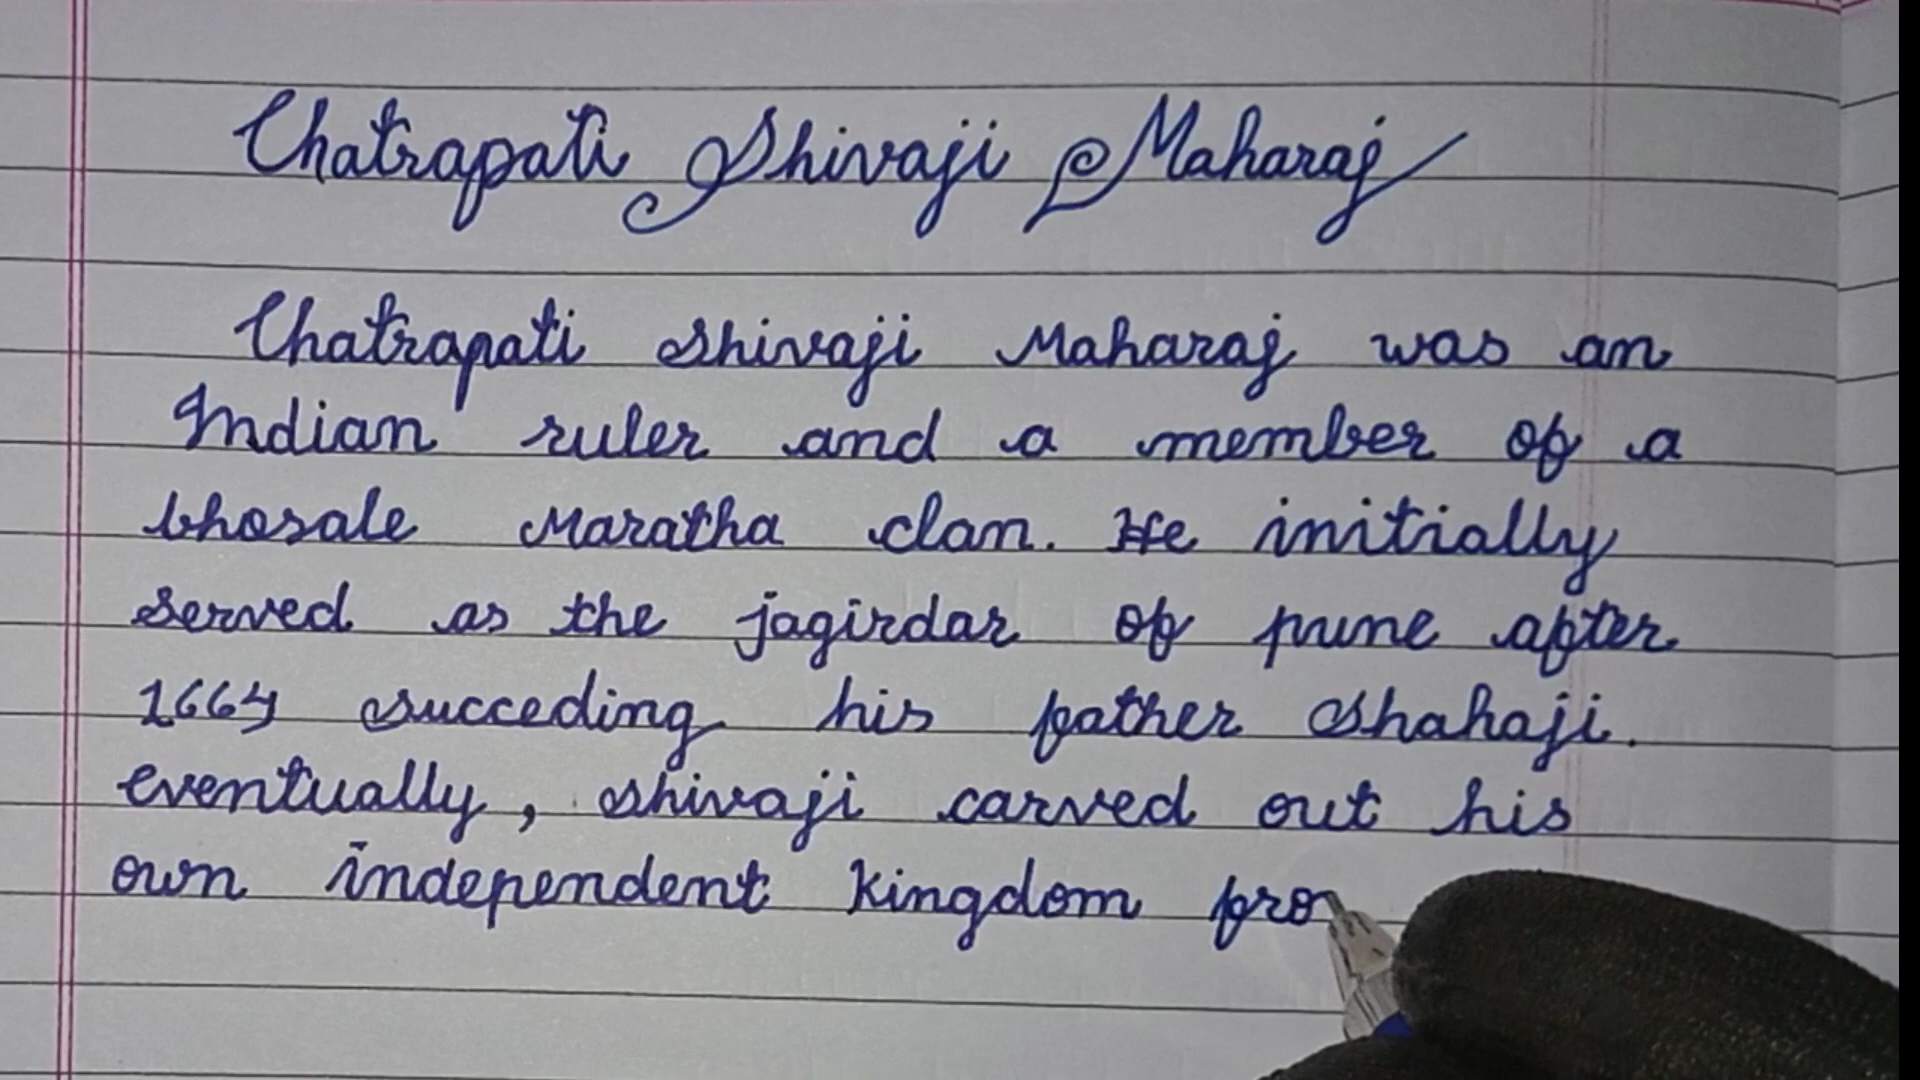 Chatrapati Shivaji Maharaj
Chatrapati Shivaji Maharaj was an
Indian ruler and a member of a
bhosale Maratha clan. He initially
served as the jagirdar of pune after
1664 succeding his father Shahaji.
eventually, shivaji carved out his
own independent kingdom fro